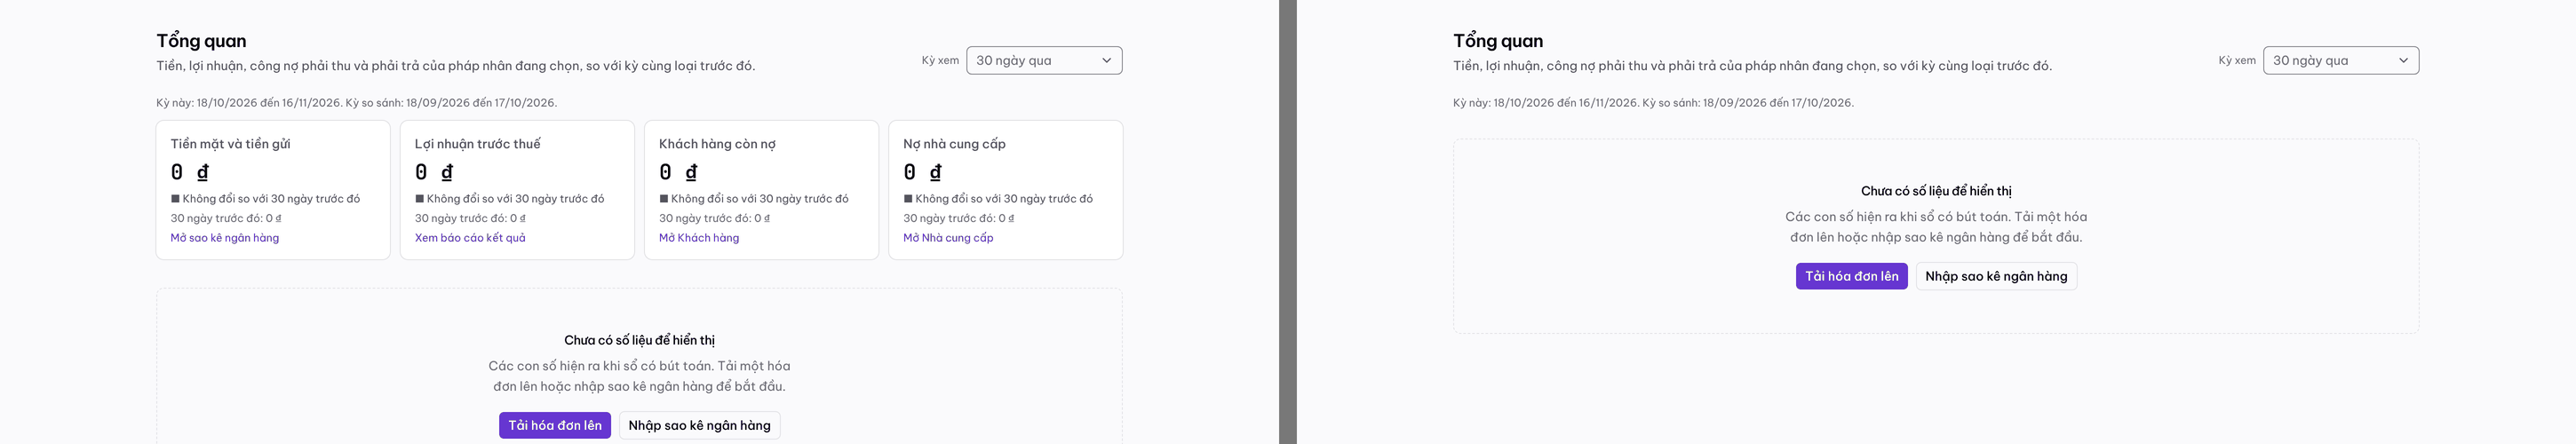 Tổng quan
Tiền, lợi nhuận, công nợ phải thu và phải trả của pháp nhân đang chọn, so với kỳ cùng loại trước đó.
Kỳ xem
30 ngày qua
Kỳ này: 18/10/2026 đến 16/11/2026. Kỳ so sánh: 18/09/2026 đến 17/10/2026.
Tiền mặt và tiền gửi
0 ₫
■ Không đổi so với 30 ngày trước đó
30 ngày trước đó: 0 ₫
Mở sao kê ngân hàng
Lợi nhuận trước thuế
0 ₫
■ Không đổi so với 30 ngày trước đó
30 ngày trước đó: 0 ₫
Xem báo cáo kết quả
Khách hàng còn nợ
0 ₫
■ Không đổi so với 30 ngày trước đó
30 ngày trước đó: 0 ₫
Mở Khách hàng
Nợ nhà cung cấp
0 ₫
■ Không đổi so với 30 ngày trước đó
30 ngày trước đó: 0 ₫
Mở Nhà cung cấp
Chưa có số liệu để hiển thị
Các con số hiện ra khi sổ có bút toán. Tải một hóa
đơn lên hoặc nhập sao kê ngân hàng để bắt đầu.
Tải hóa đơn lên
Nhập sao kê ngân hàng
Tổng quan
Tiền, lợi nhuận, công nợ phải thu và phải trả của pháp nhân đang chọn, so với kỳ cùng loại trước đó.
Kỳ xem
30 ngày qua
Kỳ này: 18/10/2026 đến 16/11/2026. Kỳ so sánh: 18/09/2026 đến 17/10/2026.
Chưa có số liệu để hiển thị
Các con số hiện ra khi sổ có bút toán. Tải một hóa
đơn lên hoặc nhập sao kê ngân hàng để bắt đầu.
Tải hóa đơn lên
Nhập sao kê ngân hàng